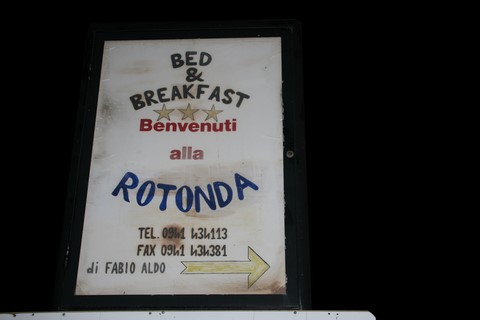 BED
&
BREAKFAST
Benvenuti
alla
ROTONDA
TEL. 0941 434113
FAX 0941 434381
di FABIO ALDO